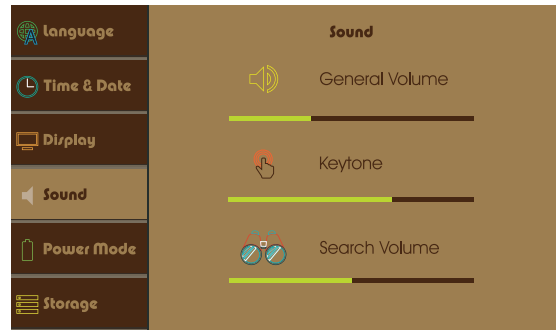 Language
Time & Date
Display
Sound
Power Mode
Storage
Sound
General Volume
Keytone
Search Volume